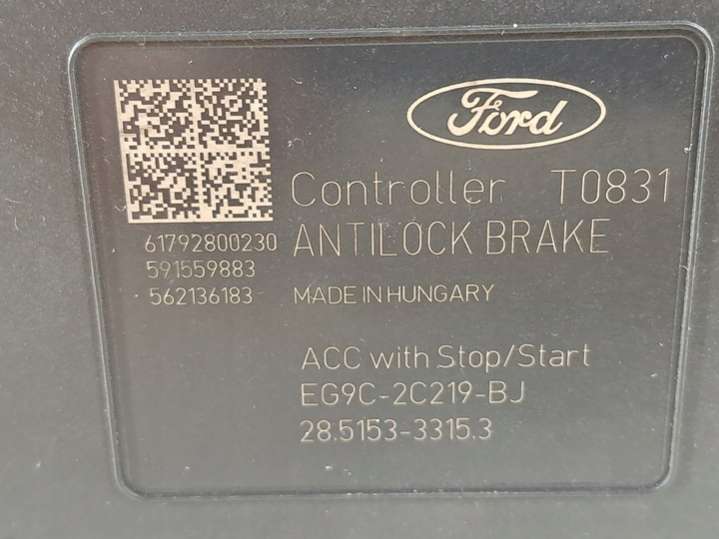 Ford
Controller T0831
ANTILOCK BRAKE
61792800230
591559883
562136183
MADE IN HUNGARY
ACC with Stop/Start
EG9C-2C219-BJ
28.5153-3315.3